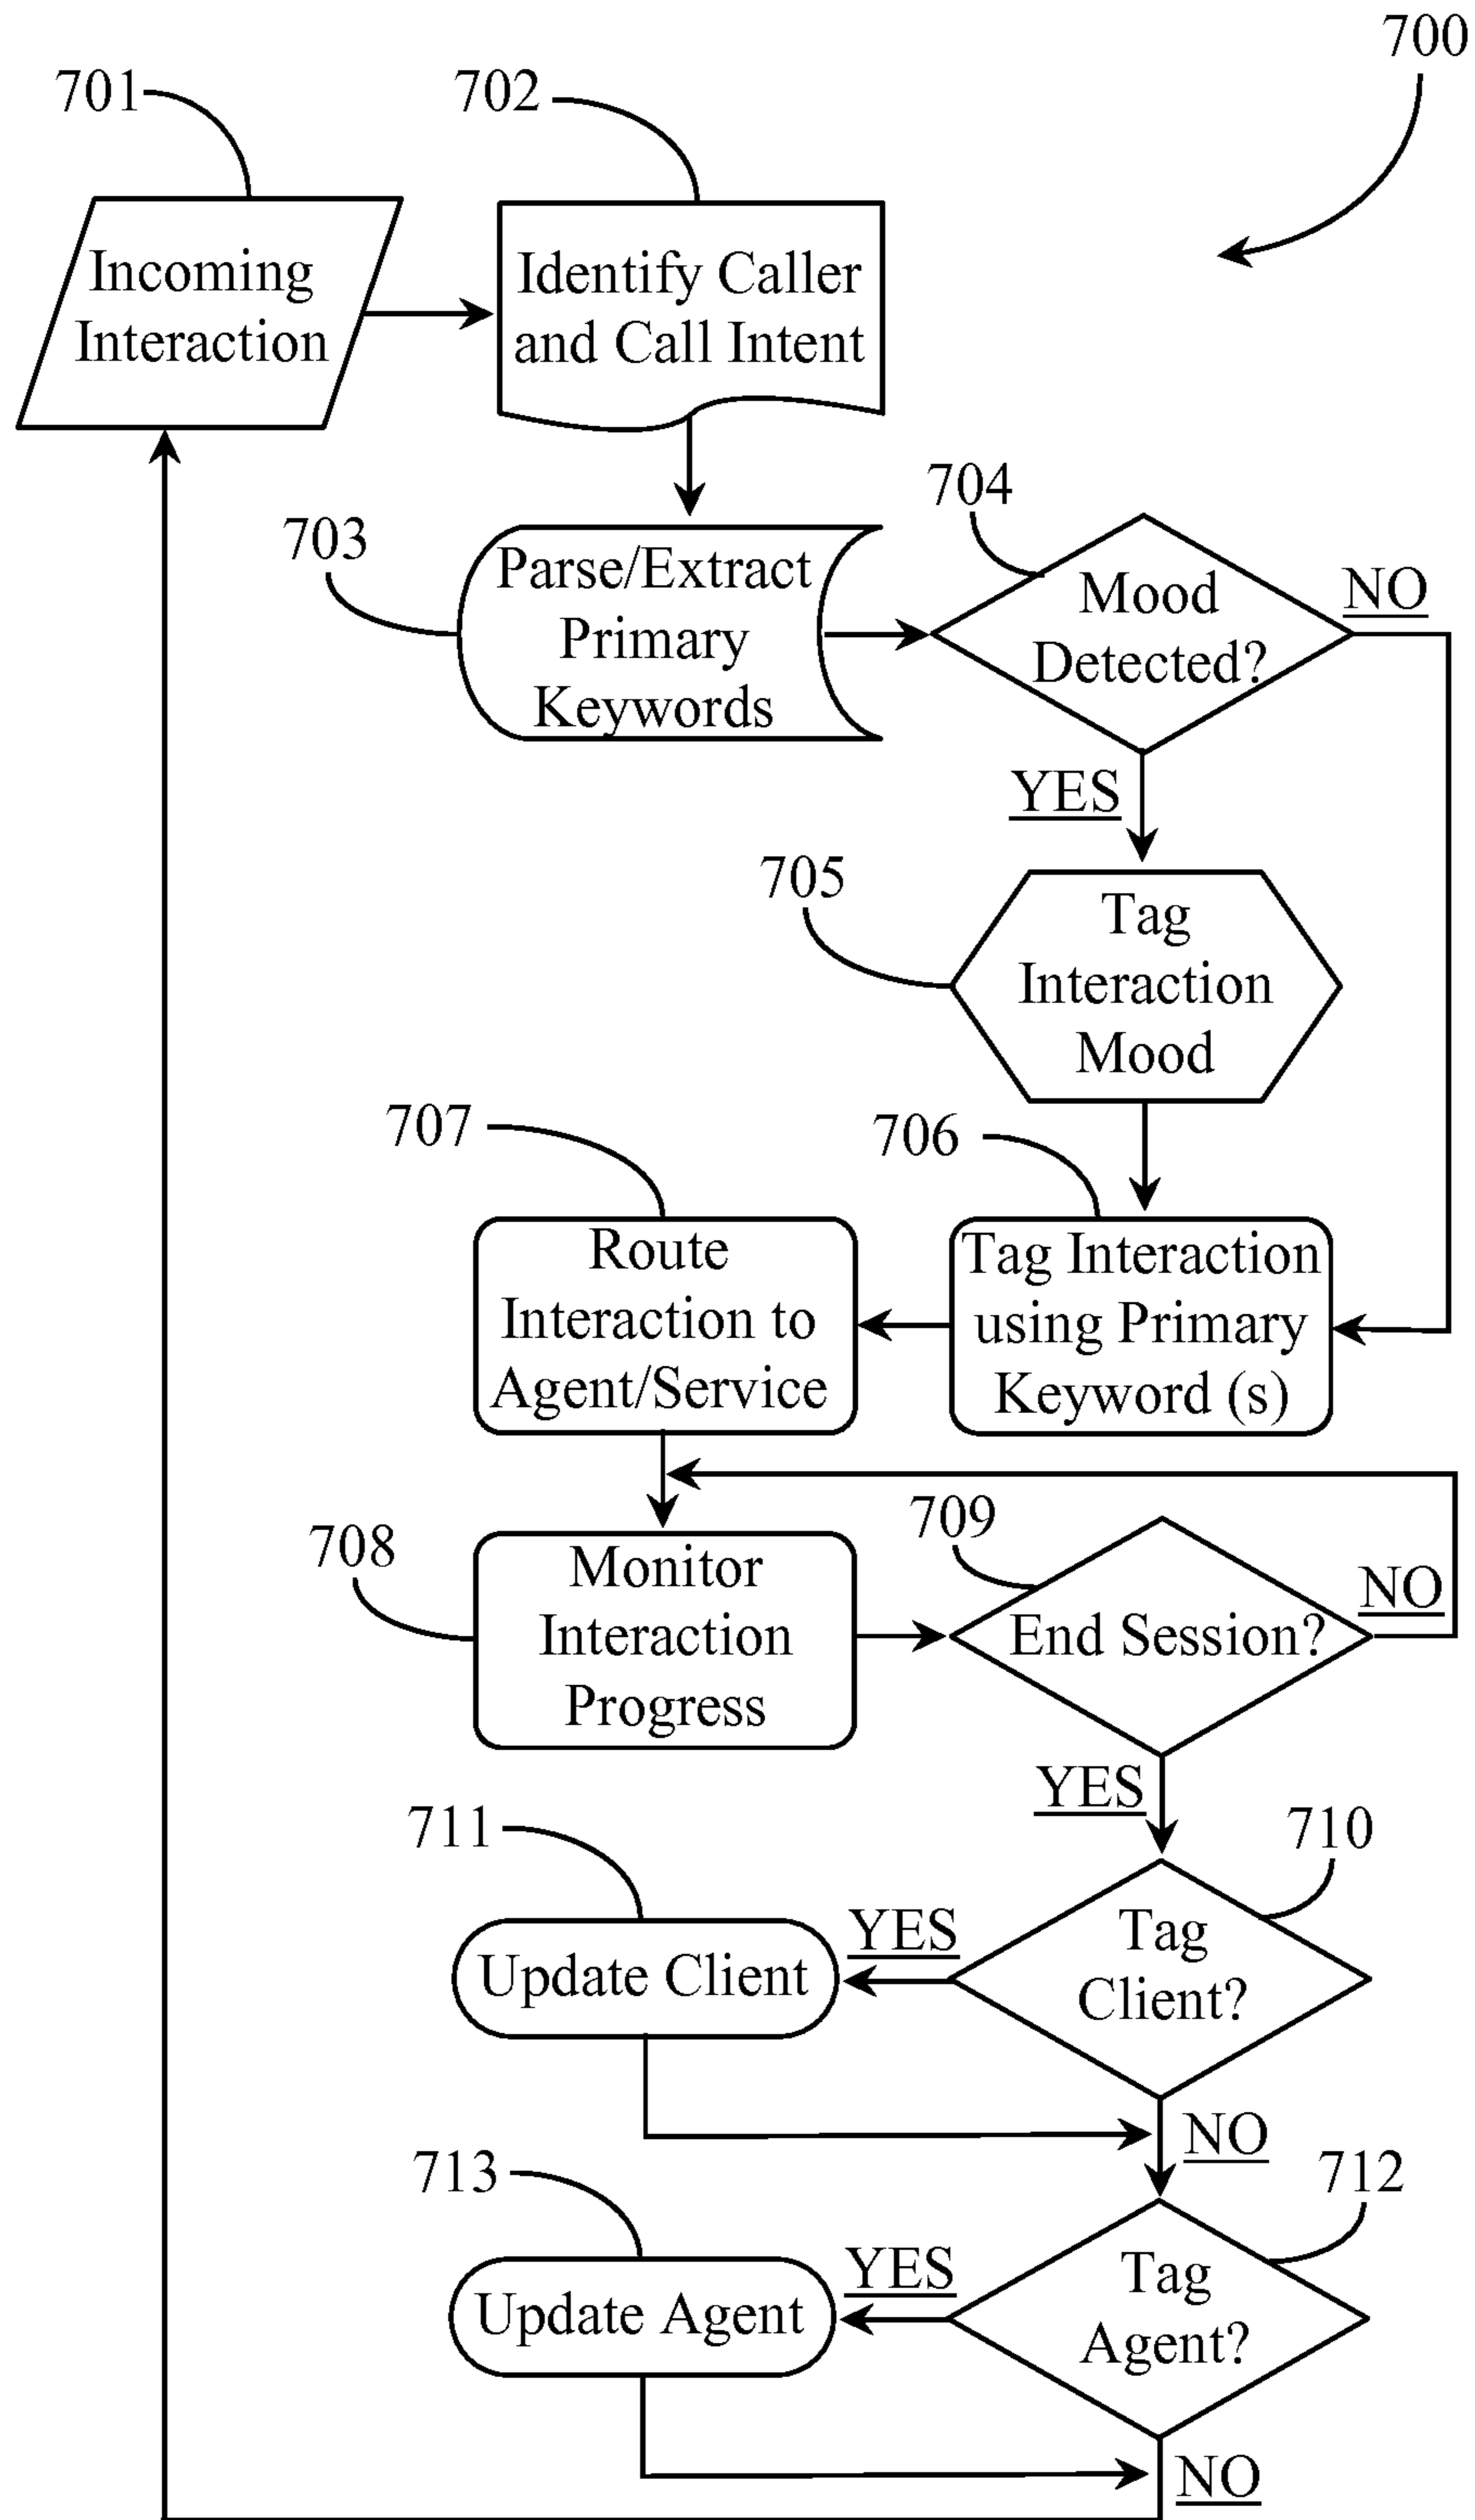 700
701
702
Incoming
Interaction
Identify Caller
and Call Intent
703
704
Parse/Extract
Primary
Keywords
Mood
Detected?
NO
YES
705
Tag
Interaction
Mood
707
706
Route
Interaction to
Agent/Service
Tag Interaction
using Primary
Keyword (s)
708
709
Monitor
Interaction
Progress
End Session?
NO
YES
711
710
Update Client
YES
Tag
Client?
NO
713
712
Update Agent
YES
Tag
Agent?
NO